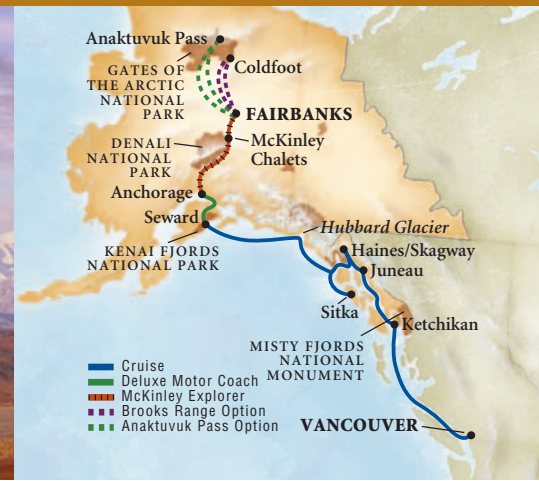 Anaktuvuk Pass
Coldfoot
GATES OF
THE ARCTIC
NATIONAL
PARK
FAIRBANKS
McKinley
Chalets
DENALI
NATIONAL
PARK
Anchorage
Seward
Hubbard Glacier
KENAI FJORDS
NATIONAL PARK
Haines/Skagway
Juneau
Sitka
Ketchikan
MISTY FJORDS
NATIONAL
MONUMENT
Cruise
Deluxe Motor Coach
McKinley Explorer
Brooks Range Option
Anaktuvuk Pass Option
VANCOUVER